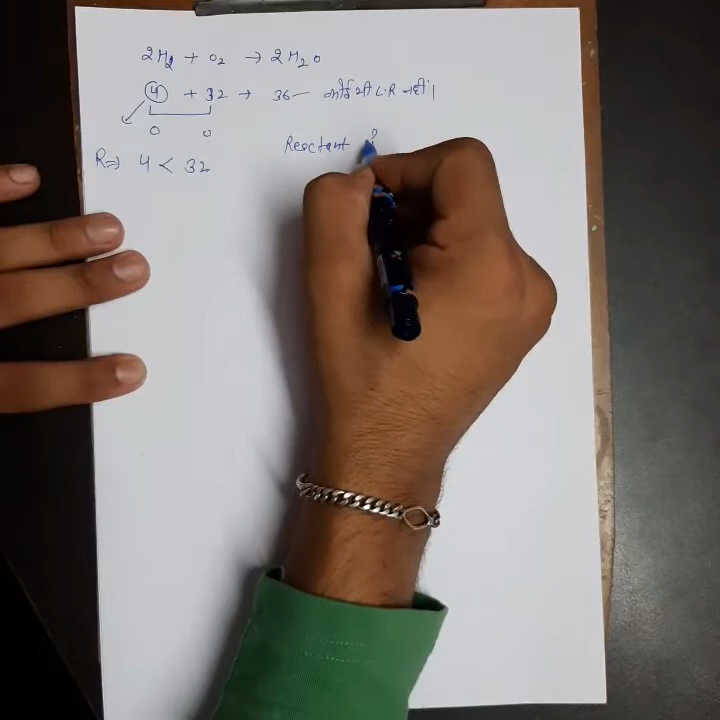 2H2 + O2 → 2H2O
4 + 32 → 36 — कोई भी L.R नहीं।
0 0
R⇒ 4 < 32
Reactant